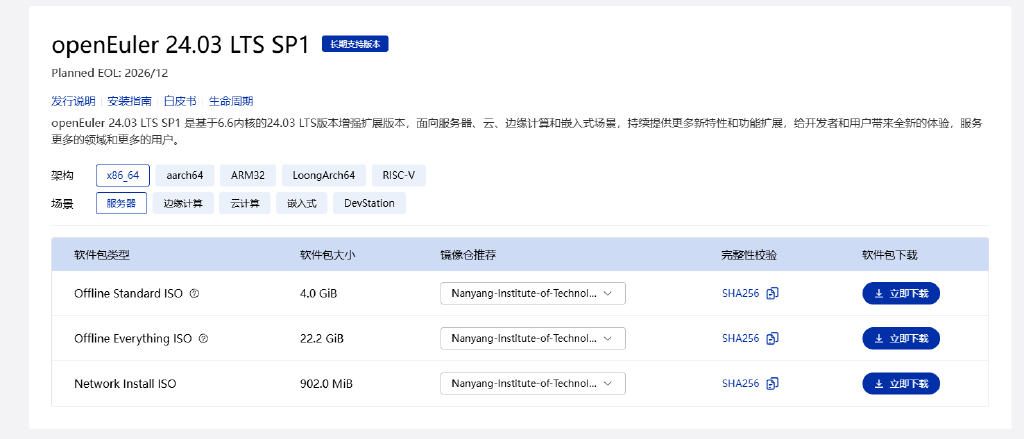 openEuler 24.03 LTS SP1 长期支持版本
Planned EOL: 2026/12
发行说明 安装指南 白皮书 生命周期
openEuler 24.03 LTS SP1 是基于6.6内核的24.03 LTS版本增强扩展版本，面向服务器、云、边缘计算和嵌入式场景，持续提供更多新特性和功能扩展，给开发者和用户带来全新的体验，服务
更多的领域和更多的用户。
架构 x86_64 aarch64 ARM32 LoongArch64 RISC-V
场景 服务器 边缘计算 云计算 嵌入式 DevStation
软件包类型 软件包大小 镜像仓推荐 完整性校验 软件包下载
Offline Standard ISO 4.0 GiB Nanyang-Institute-of-Technol... SHA256 立即下载
Offline Everything ISO 22.2 GiB Nanyang-Institute-of-Technol... SHA256 立即下载
Network Install ISO 902.0 MiB Nanyang-Institute-of-Technol... SHA256 立即下载